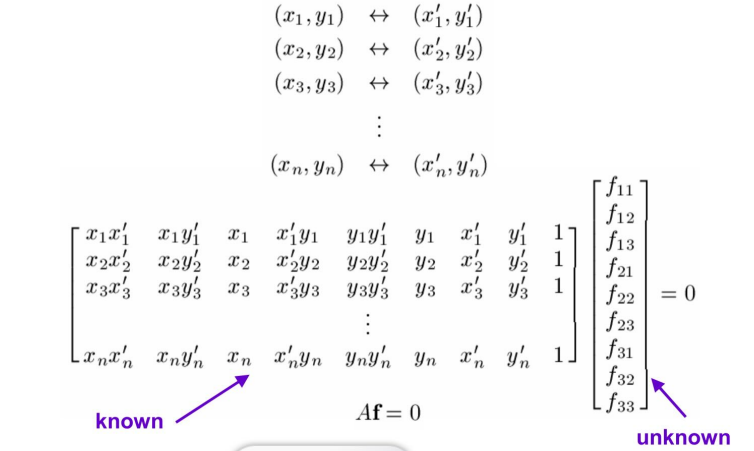 (x₁, y₁) ↔ (x′₁, y′₁)
(x₂, y₂) ↔ (x′₂, y′₂)
(x₃, y₃) ↔ (x′₃, y′₃)
⋮
(xₙ, yₙ) ↔ (x′ₙ, y′ₙ)
x₁x′₁ x₁y′₁ x₁ x′₁y₁ y₁y′₁ y₁ x′₁ y′₁ 1
x₂x′₂ x₂y′₂ x₂ x′₂y₂ y₂y′₂ y₂ x′₂ y′₂ 1
x₃x′₃ x₃y′₃ x₃ x′₃y₃ y₃y′₃ y₃ x′₃ y′₃ 1
⋮
xₙx′ₙ xₙy′ₙ xₙ x′ₙyₙ yₙy′ₙ yₙ x′ₙ y′ₙ 1
f₁₁
f₁₂
f₁₃
f₂₁
f₂₂
f₂₃
f₃₁
f₃₂
f₃₃
= 0
known
Af = 0
unknown